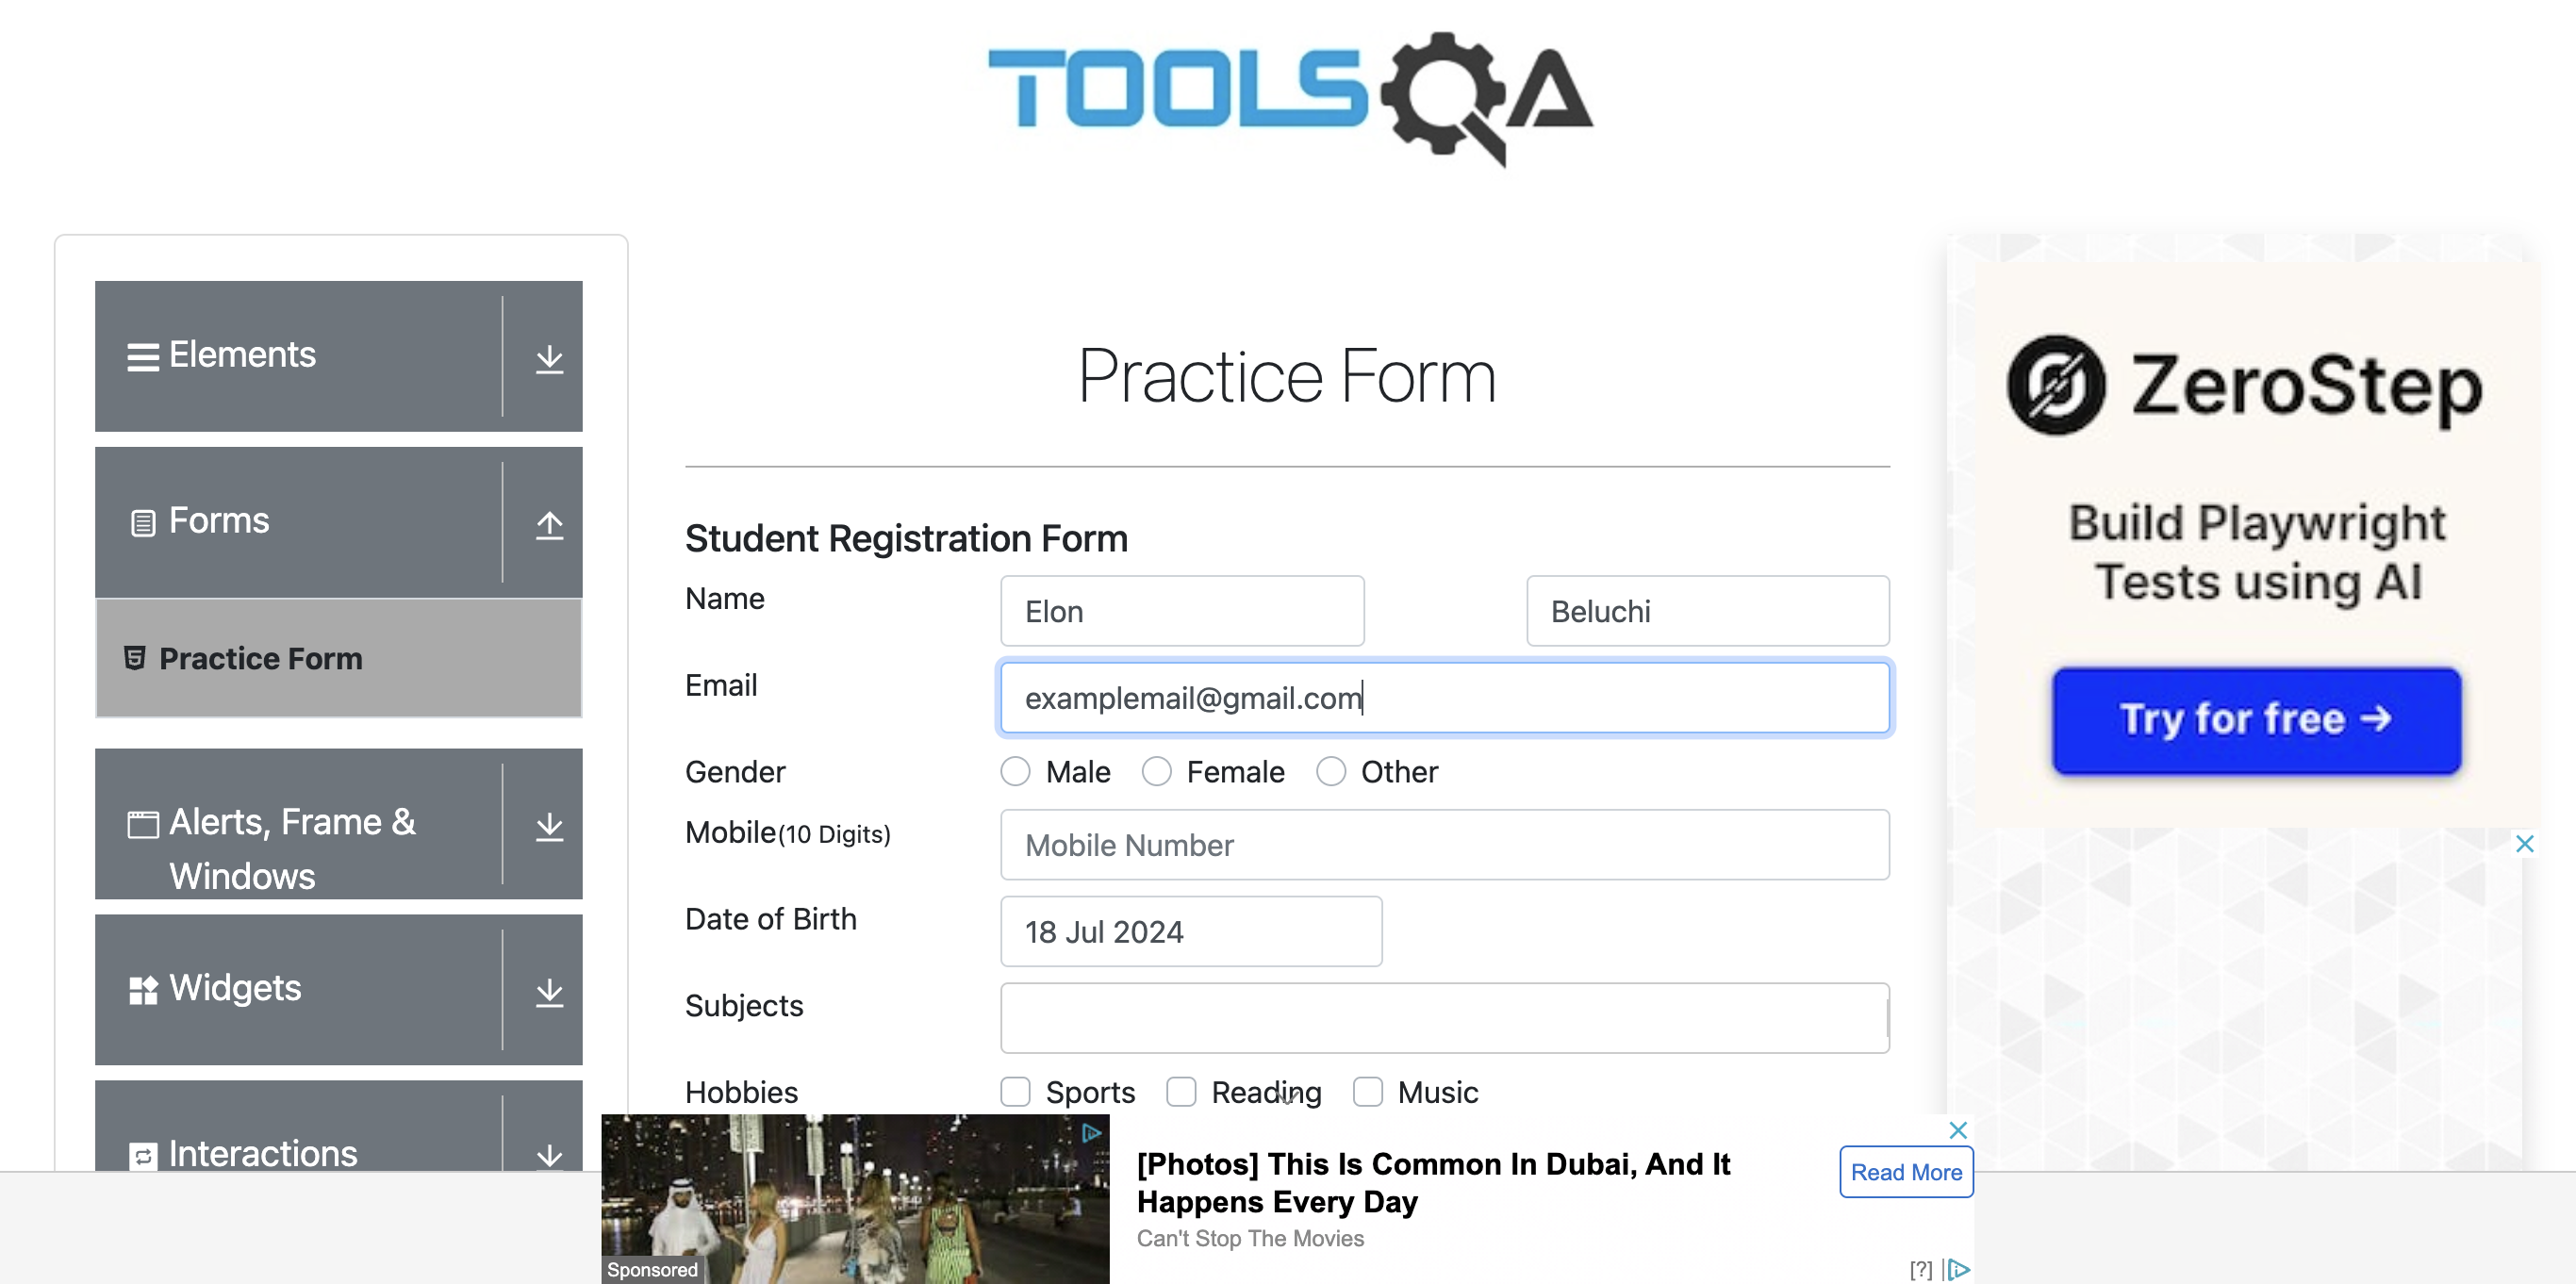 TOOLSQA
Elements
Forms
Practice Form
Alerts, Frame &
Windows
Widgets
Interactions
Practice Form
Student Registration Form
Name
Elon
Beluchi
Email
examplemail@gmail.com
Gender
Male
Female
Other
Mobile(10 Digits)
Mobile Number
Date of Birth
18 Jul 2024
Subjects
Hobbies
Sports
Reading
Music
ZeroStep
Build Playwright
Tests using AI
Try for free →
Sponsored
[Photos] This Is Common In Dubai, And It
Happens Every Day
Can't Stop The Movies
Read More
[?]